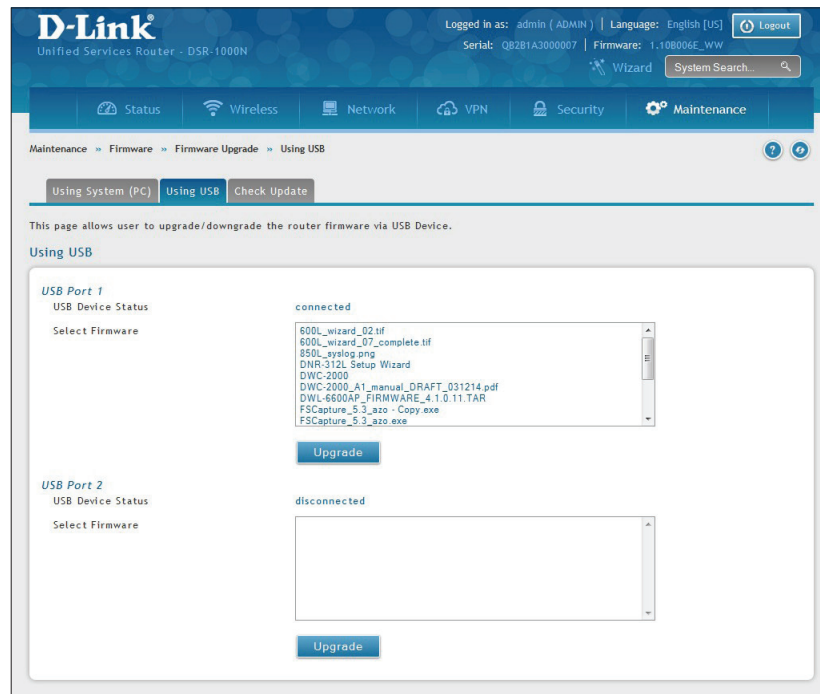 D-Link
Unified Services Router - DSR-1000N
Logged in as: admin ( ADMIN ) | Language: English [US]
Logout
Serial: QB2B1A3000007 | Firmware: 1.10B006E_WW
Wizard
System Search...
Status
Wireless
Network
VPN
Security
Maintenance
Maintenance » Firmware » Firmware Upgrade » Using USB
Using System (PC)
Using USB
Check Update
This page allows user to upgrade/downgrade the router firmware via USB Device.
Using USB
USB Port 1
USB Device Status connected
Select Firmware
600L_wizard_02.tif
600L_wizard_07_complete.tif
850L_syslog.png
DNR-312L Setup Wizard
DWC-2000
DWC-2000_A1_manual_DRAFT_031214.pdf
DWL-6600AP_FIRMWARE_4.1.0.11.TAR
FSCapture_5.3_azo - Copy.exe
FSCapture_5.3_azo.exe
Upgrade
USB Port 2
USB Device Status disconnected
Select Firmware
Upgrade